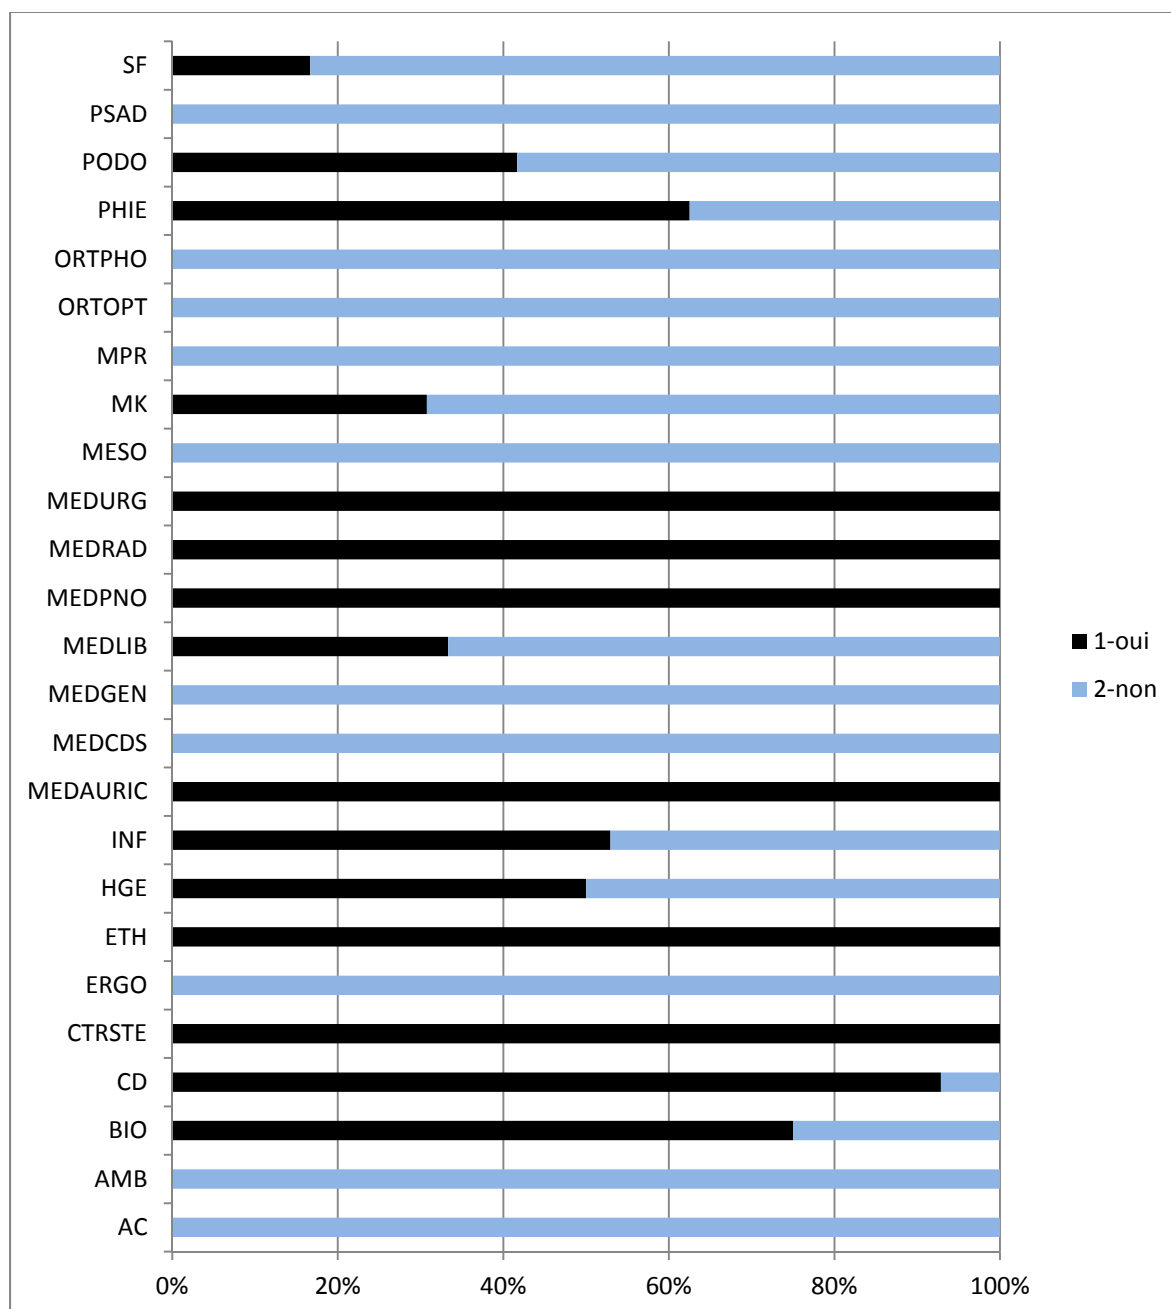 SF
PSAD
PODO
PHIE
ORTPHO
ORTOPT
MPR
MK
MESO
MEDURG
MEDRAD
MEDPNO
MEDLIB
MEDGEN
MEDCDS
MEDAURIC
INF
HGE
ETH
ERGO
CTRSTE
CD
BIO
AMB
AC
0% 20% 40% 60% 80% 100%
1-oui
2-non